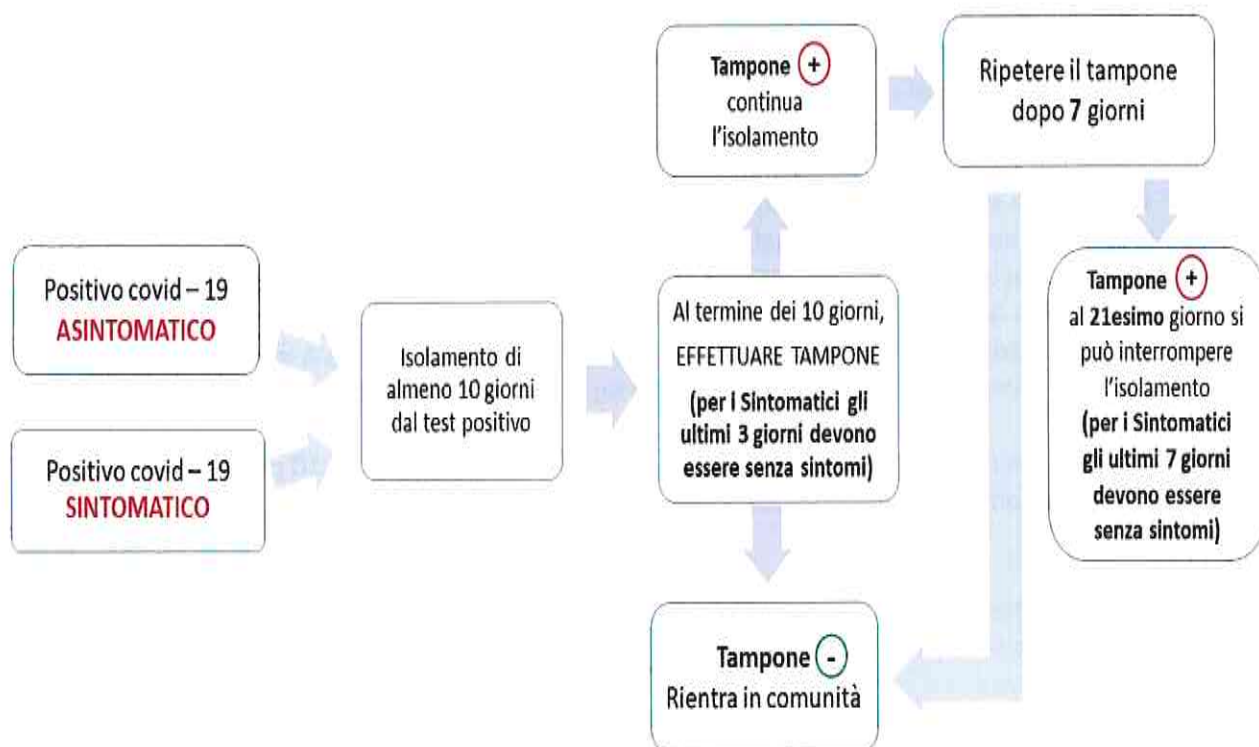 Positivo covid – 19
ASINTOMATICO
Positivo covid – 19
SINTOMATICO
Isolamento di
almeno 10 giorni
dal test positivo
Al termine dei 10 giorni,
EFFETTUARE TAMPONE
(per i Sintomatici gli
ultimi 3 giorni devono
essere senza sintomi)
Tampone +
continua
l'isolamento
Ripetere il tampone
dopo 7 giorni
Tampone +
al 21esimo giorno si
può interrompere
l'isolamento
(per i Sintomatici
gli ultimi 7 giorni
devono essere
senza sintomi)
Tampone -
Rientra in comunità